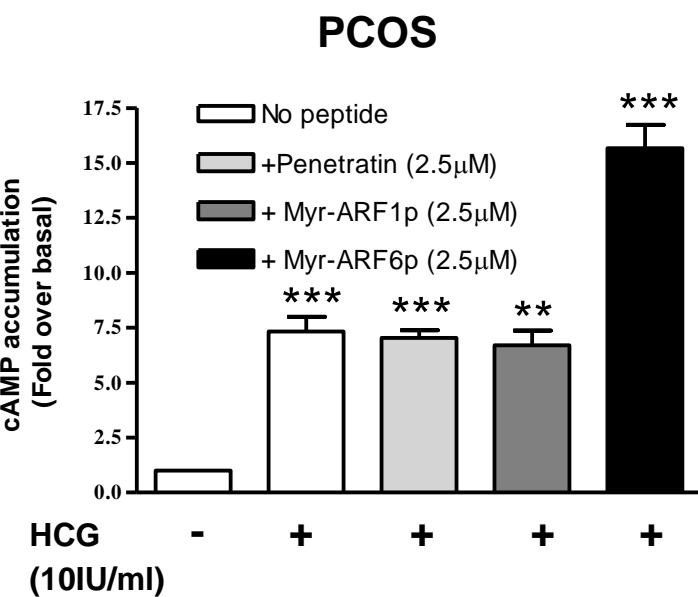 PCOS
cAMP accumulation
(Fold over basal)
17.5
15.0
12.5
10.0
7.5
5.0
2.5
0.0
No peptide
+Penetratin (2.5μM)
+ Myr-ARF1p (2.5μM)
+ Myr-ARF6p (2.5μM)
*** *** ** ***
HCG - + + + +
(10IU/ml)